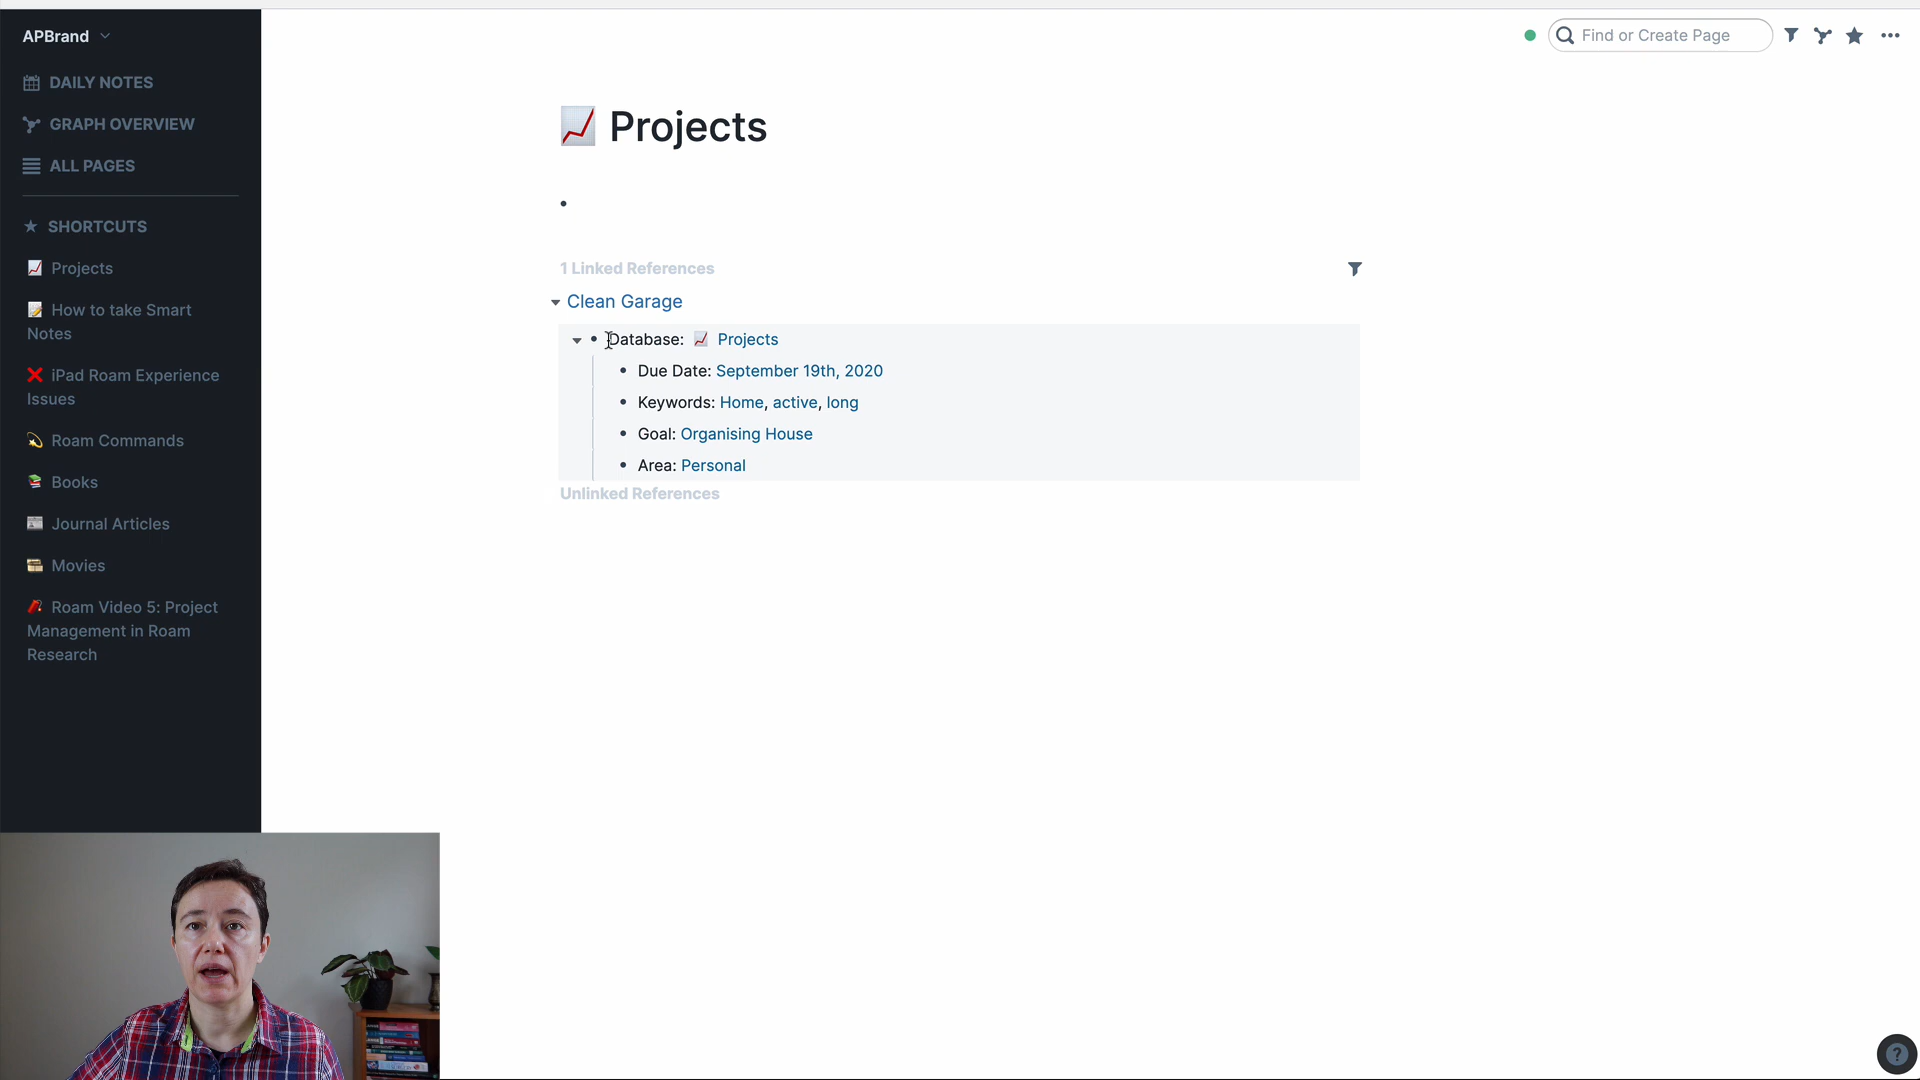 APBrand
Find or Create Page
DAILY NOTES
GRAPH OVERVIEW
ALL PAGES
SHORTCUTS
Projects
How to take Smart
Notes
iPad Roam Experience
Issues
Roam Commands
Books
Journal Articles
Movies
Roam Video 5: Project
Management in Roam
Research
Projects
1 Linked References
Clean Garage
Database: Projects
Due Date: September 19th, 2020
Keywords: Home, active, long
Goal: Organising House
Area: Personal
Unlinked References
?